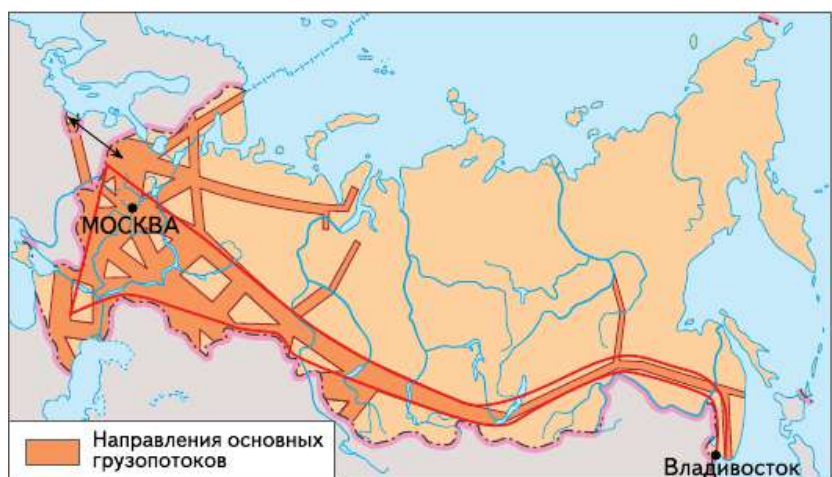 МОСКВА
Направления основных
грузопотоков
Владивосток